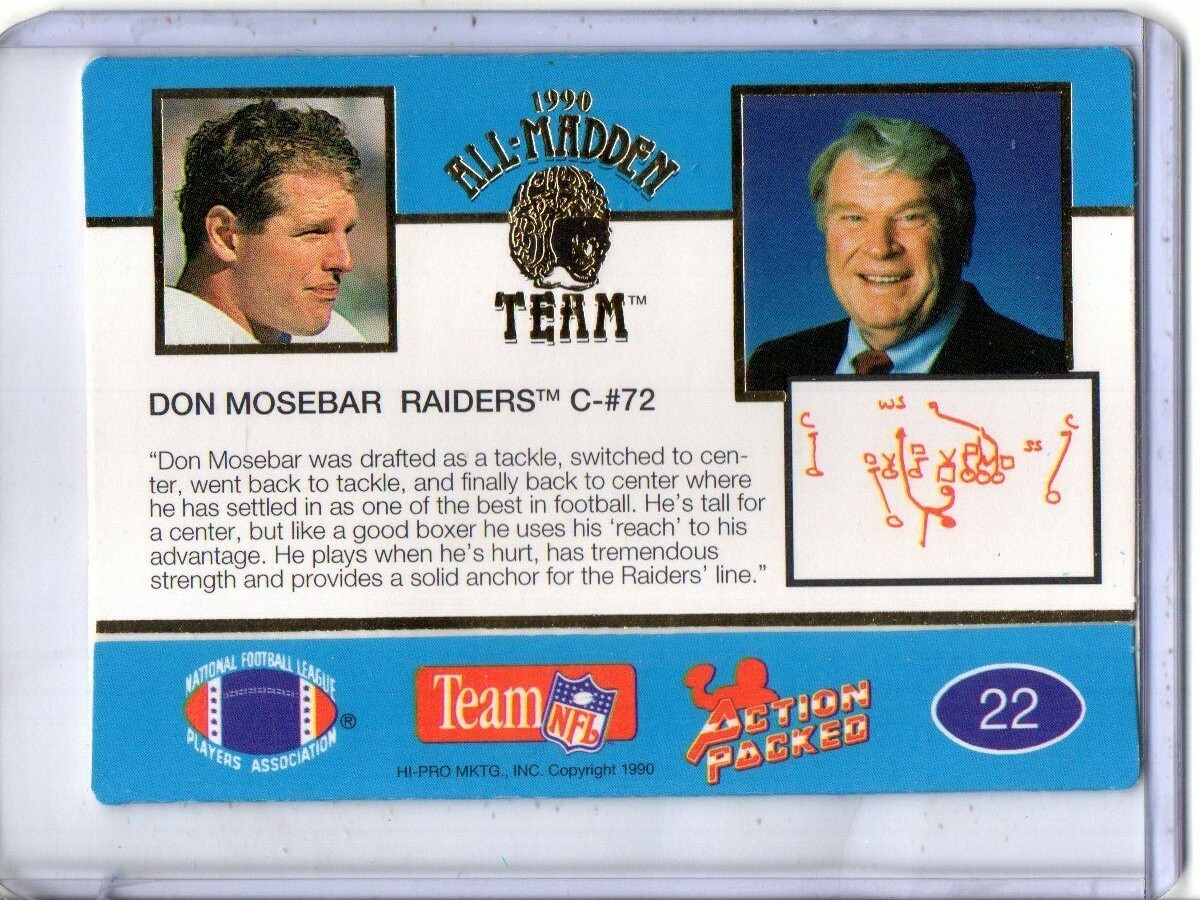 1990
ALL-MADDEN
TEAM™
DON MOSEBAR RAIDERS™ C-#72
“Don Mosebar was drafted as a tackle, switched to cen-
ter, went back to tackle, and finally back to center where
he has settled in as one of the best in football. He’s tall for
a center, but like a good boxer he uses his ‘reach’ to his
advantage. He plays when he’s hurt, has tremendous
strength and provides a solid anchor for the Raiders’ line.”
C
WS
C
SS
NATIONAL FOOTBALL LEAGUE
PLAYERS ASSOCIATION®
Team NFL
HI-PRO MKTG., INC. Copyright 1990
ACTION
PACKED
22